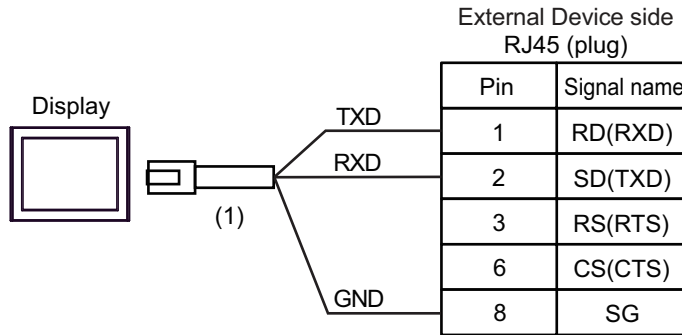 External Device side
RJ45 (plug)
Pin Signal name
Display
TXD
1 RD(RXD)
RXD
2 SD(TXD)
(1)
3 RS(RTS)
6 CS(CTS)
GND
8 SG